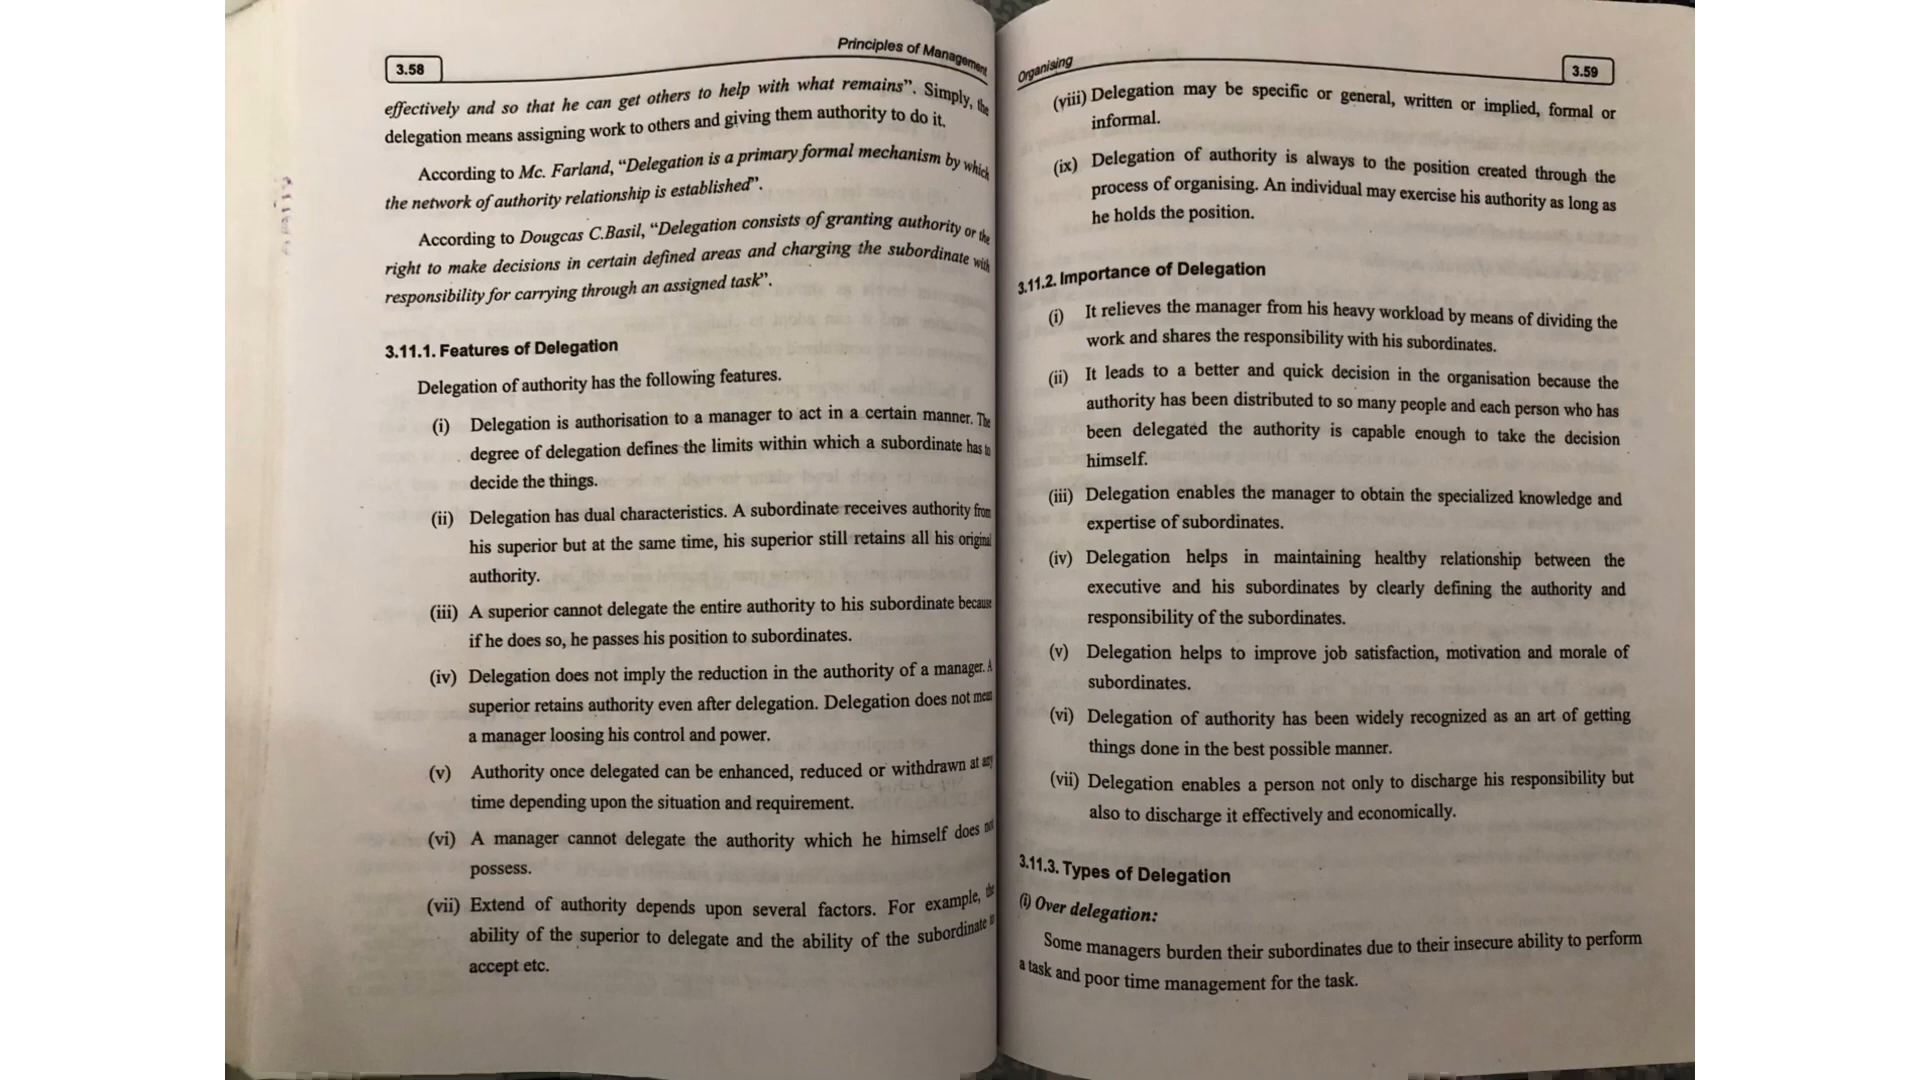 3.58
Principles of Management
effectively and so that he can get others to help with what remains”. Simply, the
delegation means assigning work to others and giving them authority to do it.
According to Mc. Farland, “Delegation is a primary formal mechanism by which
the network of authority relationship is established”.
According to Dougcas C.Basil, “Delegation consists of granting authority or the
right to make decisions in certain defined areas and charging the subordinate with
responsibility for carrying through an assigned task”.
3.11.1. Features of Delegation
Delegation of authority has the following features.
(i) Delegation is authorisation to a manager to act in a certain manner. The
degree of delegation defines the limits within which a subordinate has to
decide the things.
(ii) Delegation has dual characteristics. A subordinate receives authority from
his superior but at the same time, his superior still retains all his original
authority.
(iii) A superior cannot delegate the entire authority to his subordinate because
if he does so, he passes his position to subordinates.
(iv) Delegation does not imply the reduction in the authority of a manager. A
superior retains authority even after delegation. Delegation does not mean
a manager loosing his control and power.
(v) Authority once delegated can be enhanced, reduced or withdrawn at any
time depending upon the situation and requirement.
(vi) A manager cannot delegate the authority which he himself does not
possess.
(vii) Extend of authority depends upon several factors. For example, the
ability of the superior to delegate and the ability of the subordinate to
accept etc.
Organising
3.59
(viii) Delegation may be specific or general, written or implied, formal or
informal.
(ix) Delegation of authority is always to the position created through the
process of organising. An individual may exercise his authority as long as
he holds the position.
3.11.2. Importance of Delegation
(i) It relieves the manager from his heavy workload by means of dividing the
work and shares the responsibility with his subordinates.
(ii) It leads to a better and quick decision in the organisation because the
authority has been distributed to so many people and each person who has
been delegated the authority is capable enough to take the decision
himself.
(iii) Delegation enables the manager to obtain the specialized knowledge and
expertise of subordinates.
(iv) Delegation helps in maintaining healthy relationship between the
executive and his subordinates by clearly defining the authority and
responsibility of the subordinates.
(v) Delegation helps to improve job satisfaction, motivation and morale of
subordinates.
(vi) Delegation of authority has been widely recognized as an art of getting
things done in the best possible manner.
(vii) Delegation enables a person not only to discharge his responsibility but
also to discharge it effectively and economically.
3.11.3. Types of Delegation
(i) Over delegation:
Some managers burden their subordinates due to their insecure ability to perform
a task and poor time management for the task.